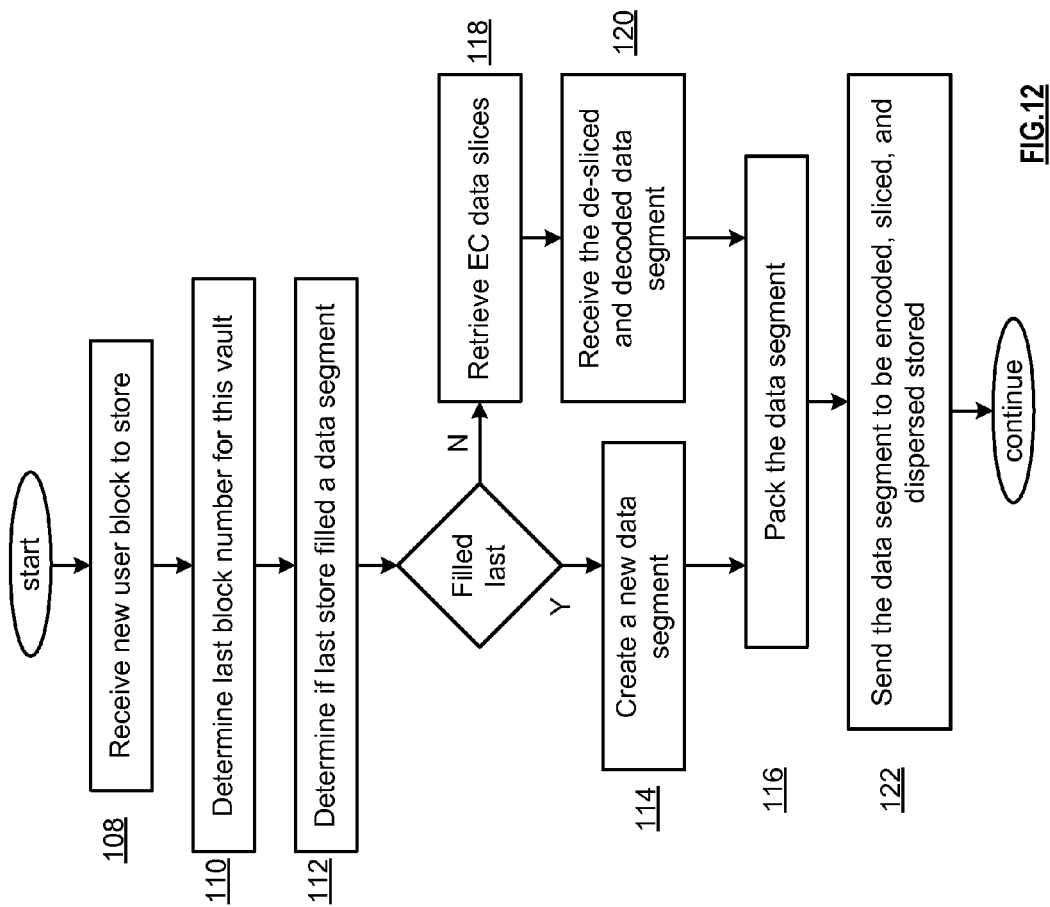 start
108
Receive new user block to store
110
Determine last block number for this vault
112
Determine if last store filled a data segment
Filled
last
N
Y
118
Retrieve EC data slices
114
Create a new data
segment
120
Receive the de-sliced
and decoded data
segment
116
Pack the data segment
122
Send the data segment to be encoded, sliced, and
dispersed stored
continue
FIG.12